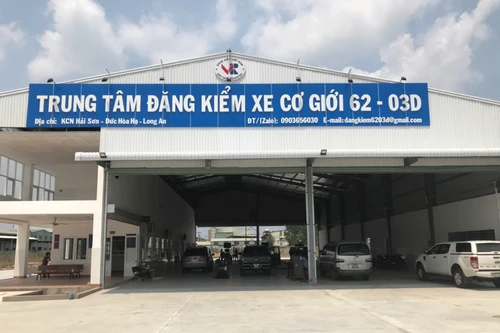 VR
TRUNG TÂM ĐĂNG KIỂM XE CƠ GIỚI 62 - 03D
Địa chỉ: KCN Hải Sơn - Đức Hòa Hạ - Long An ĐT/(Zalo): 0903656030 E-mail: dangkiem6203d@gmail.com